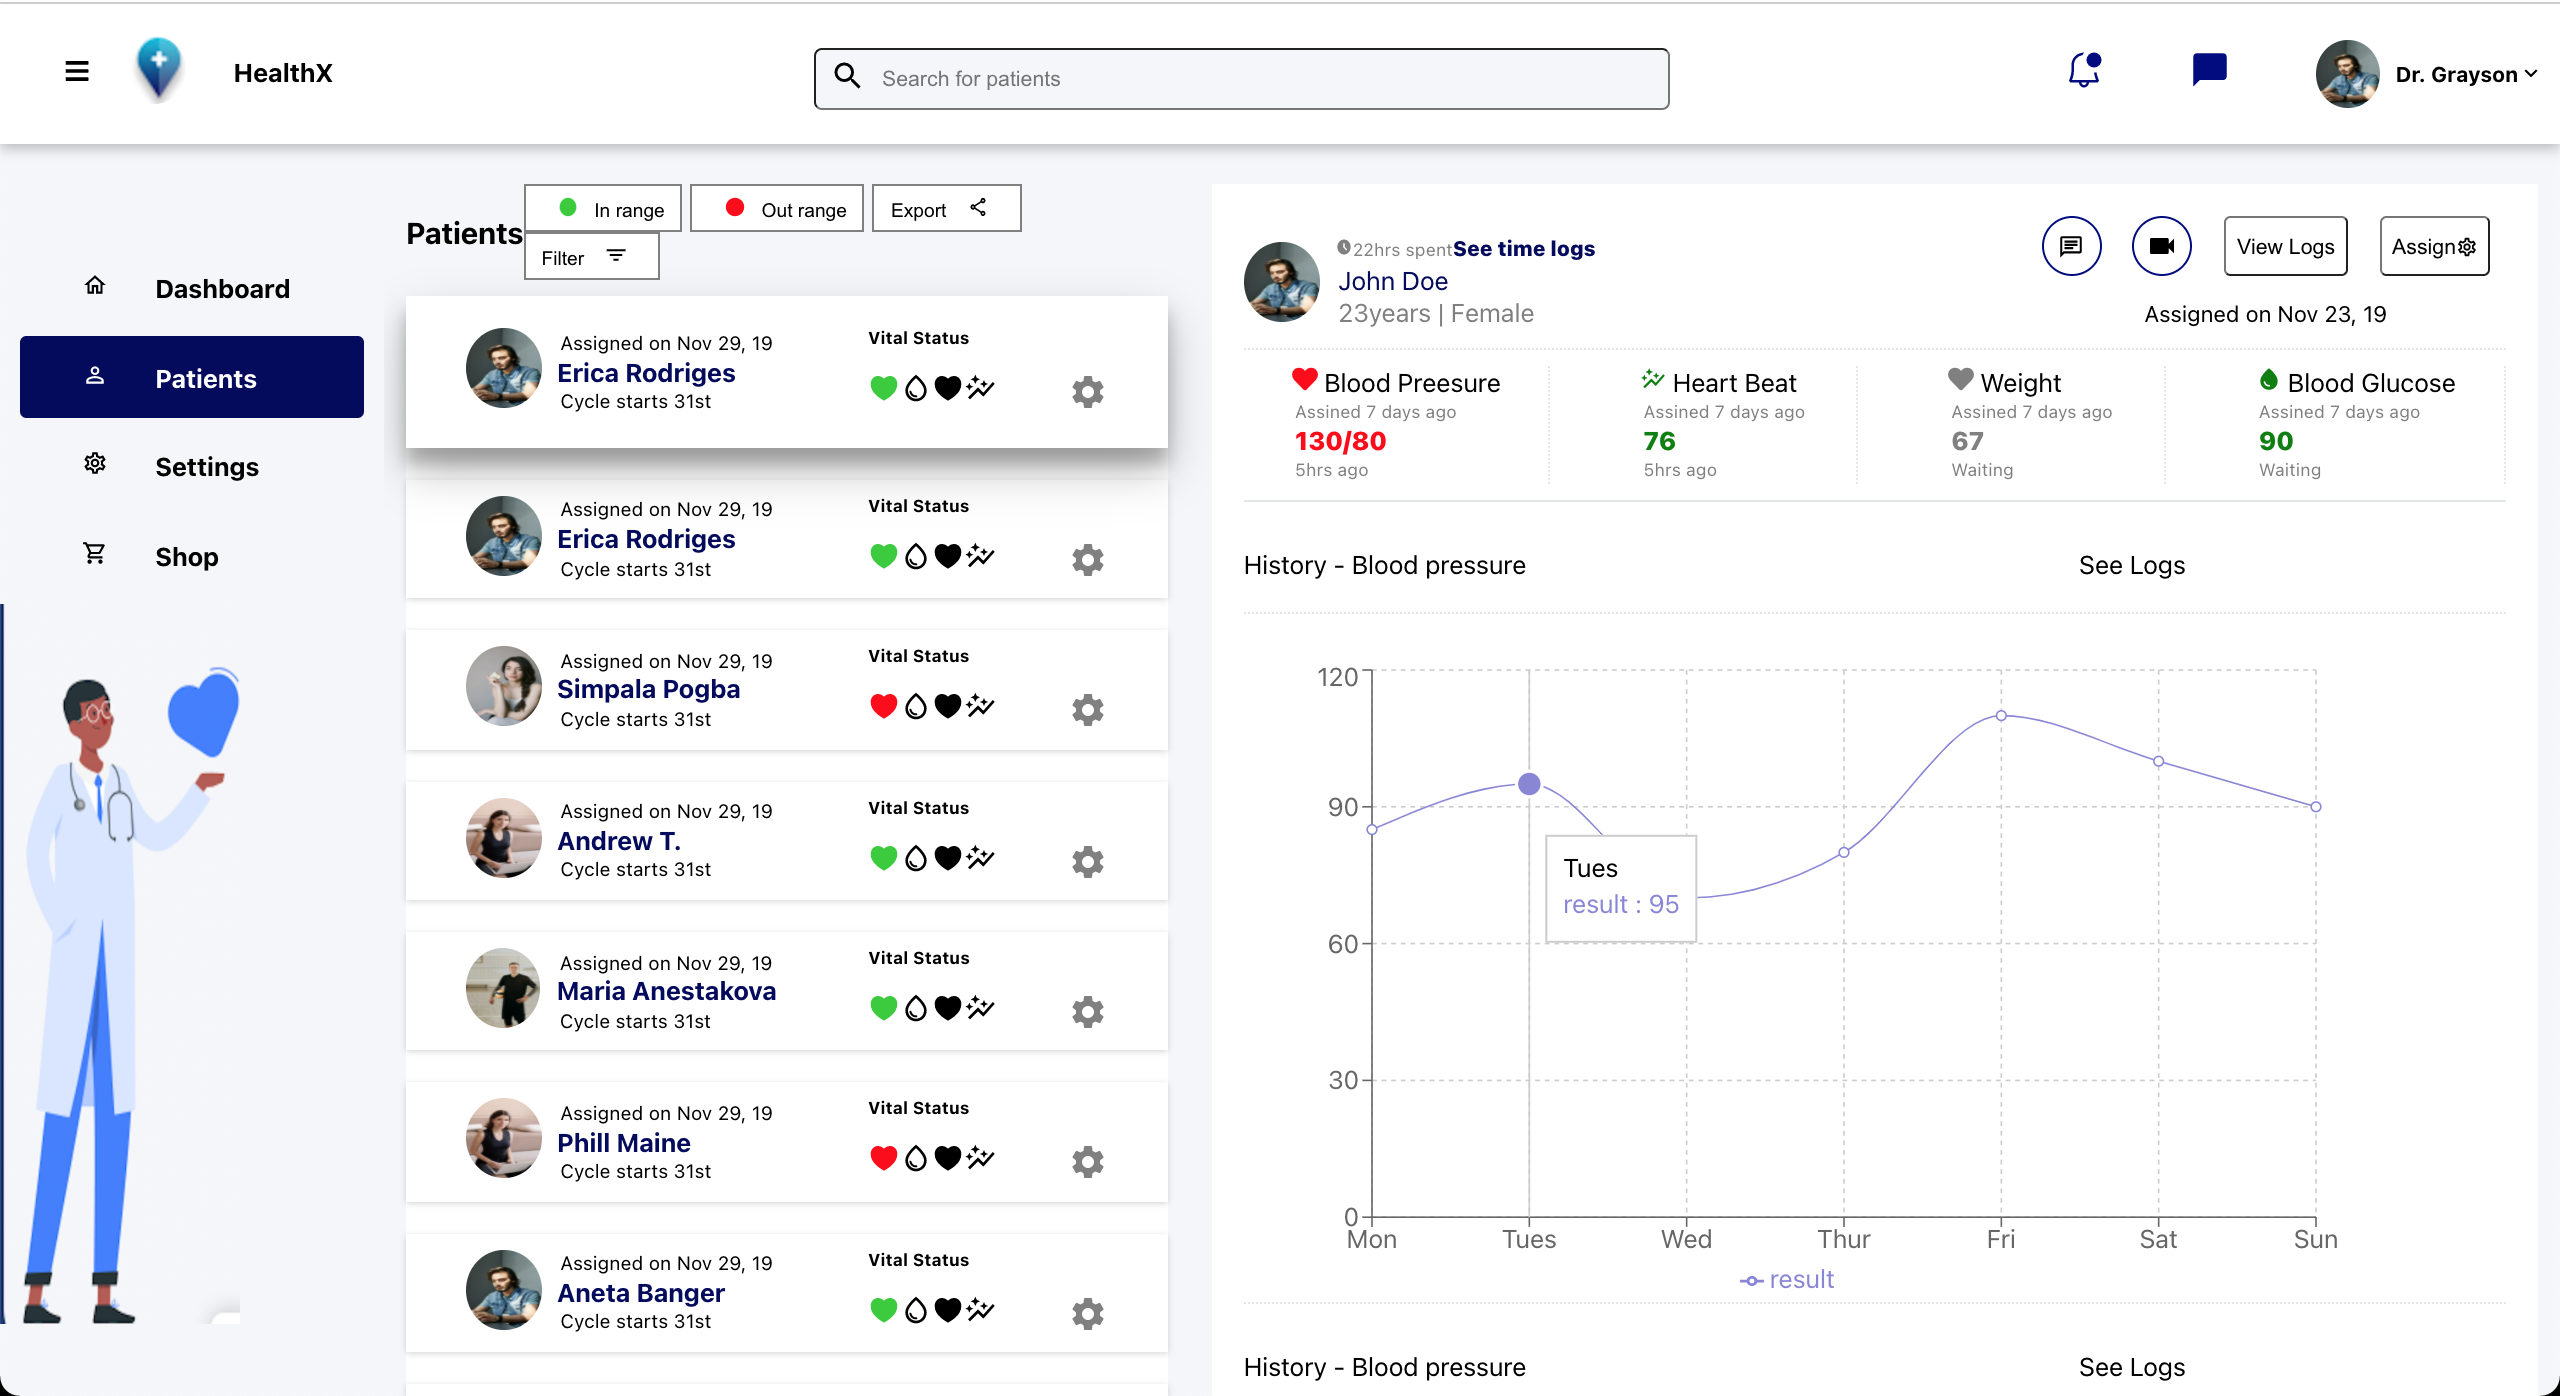 HealthX
Search for patients
Dr. Grayson
Dashboard
Patients
Settings
Shop
Patients
In range
Out range
Export
Filter
Assigned on Nov 29, 19
Erica Rodriges
Cycle starts 31st
Vital Status
Assigned on Nov 29, 19
Erica Rodriges
Cycle starts 31st
Vital Status
Assigned on Nov 29, 19
Simpala Pogba
Cycle starts 31st
Vital Status
Assigned on Nov 29, 19
Andrew T.
Cycle starts 31st
Vital Status
Assigned on Nov 29, 19
Maria Anestakova
Cycle starts 31st
Vital Status
Assigned on Nov 29, 19
Phill Maine
Cycle starts 31st
Vital Status
Assigned on Nov 29, 19
Aneta Banger
Cycle starts 31st
Vital Status
22hrs spent See time logs
John Doe
23years | Female
View Logs
Assign
Assigned on Nov 23, 19
Blood Preesure
Assined 7 days ago
130/80
5hrs ago
Heart Beat
Assined 7 days ago
76
5hrs ago
Weight
Assined 7 days ago
67
Waiting
Blood Glucose
Assined 7 days ago
90
Waiting
History - Blood pressure
See Logs
120
90
60
30
0
Tues
result : 95
Mon Tues Wed Thur Fri Sat Sun
result
History - Blood pressure
See Logs